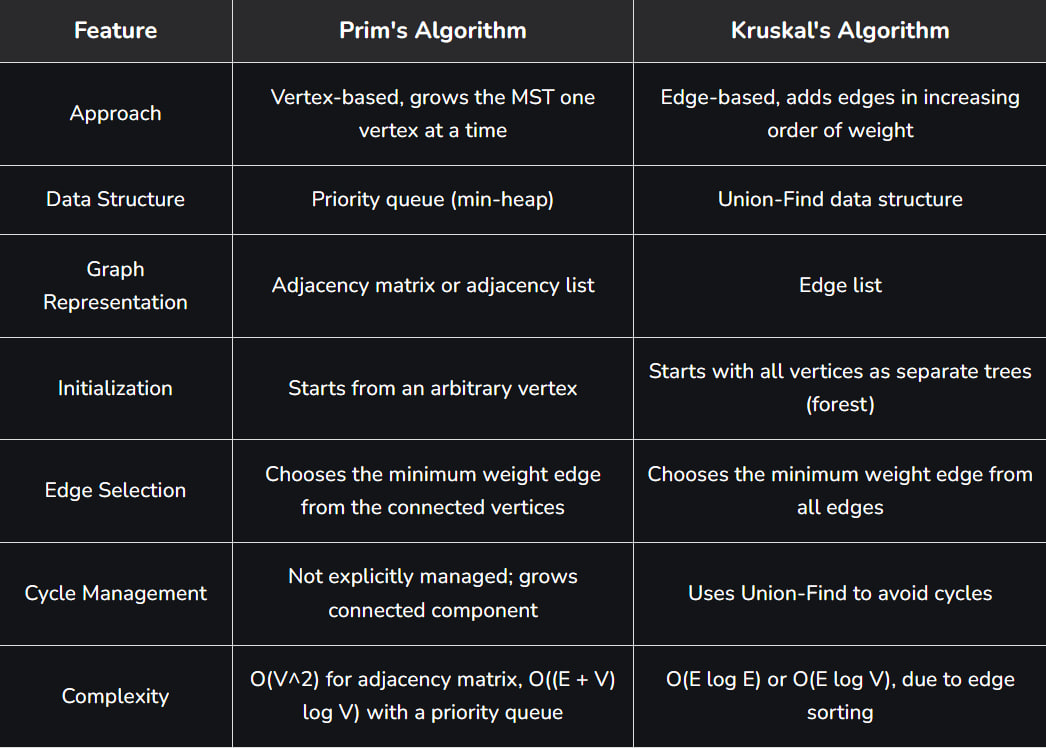 Feature Prim's Algorithm Kruskal's Algorithm
Approach
Vertex-based, grows the MST one
vertex at a time
Edge-based, adds edges in increasing
order of weight
Data Structure
Priority queue (min-heap)
Union-Find data structure
Graph
Representation
Adjacency matrix or adjacency list
Edge list
Initialization
Starts from an arbitrary vertex
Starts with all vertices as separate trees
(forest)
Edge Selection
Chooses the minimum weight edge
from the connected vertices
Chooses the minimum weight edge from
all edges
Cycle Management
Not explicitly managed; grows
connected component
Uses Union-Find to avoid cycles
Complexity
O(V^2) for adjacency matrix, O((E + V)
log V) with a priority queue
O(E log E) or O(E log V), due to edge
sorting